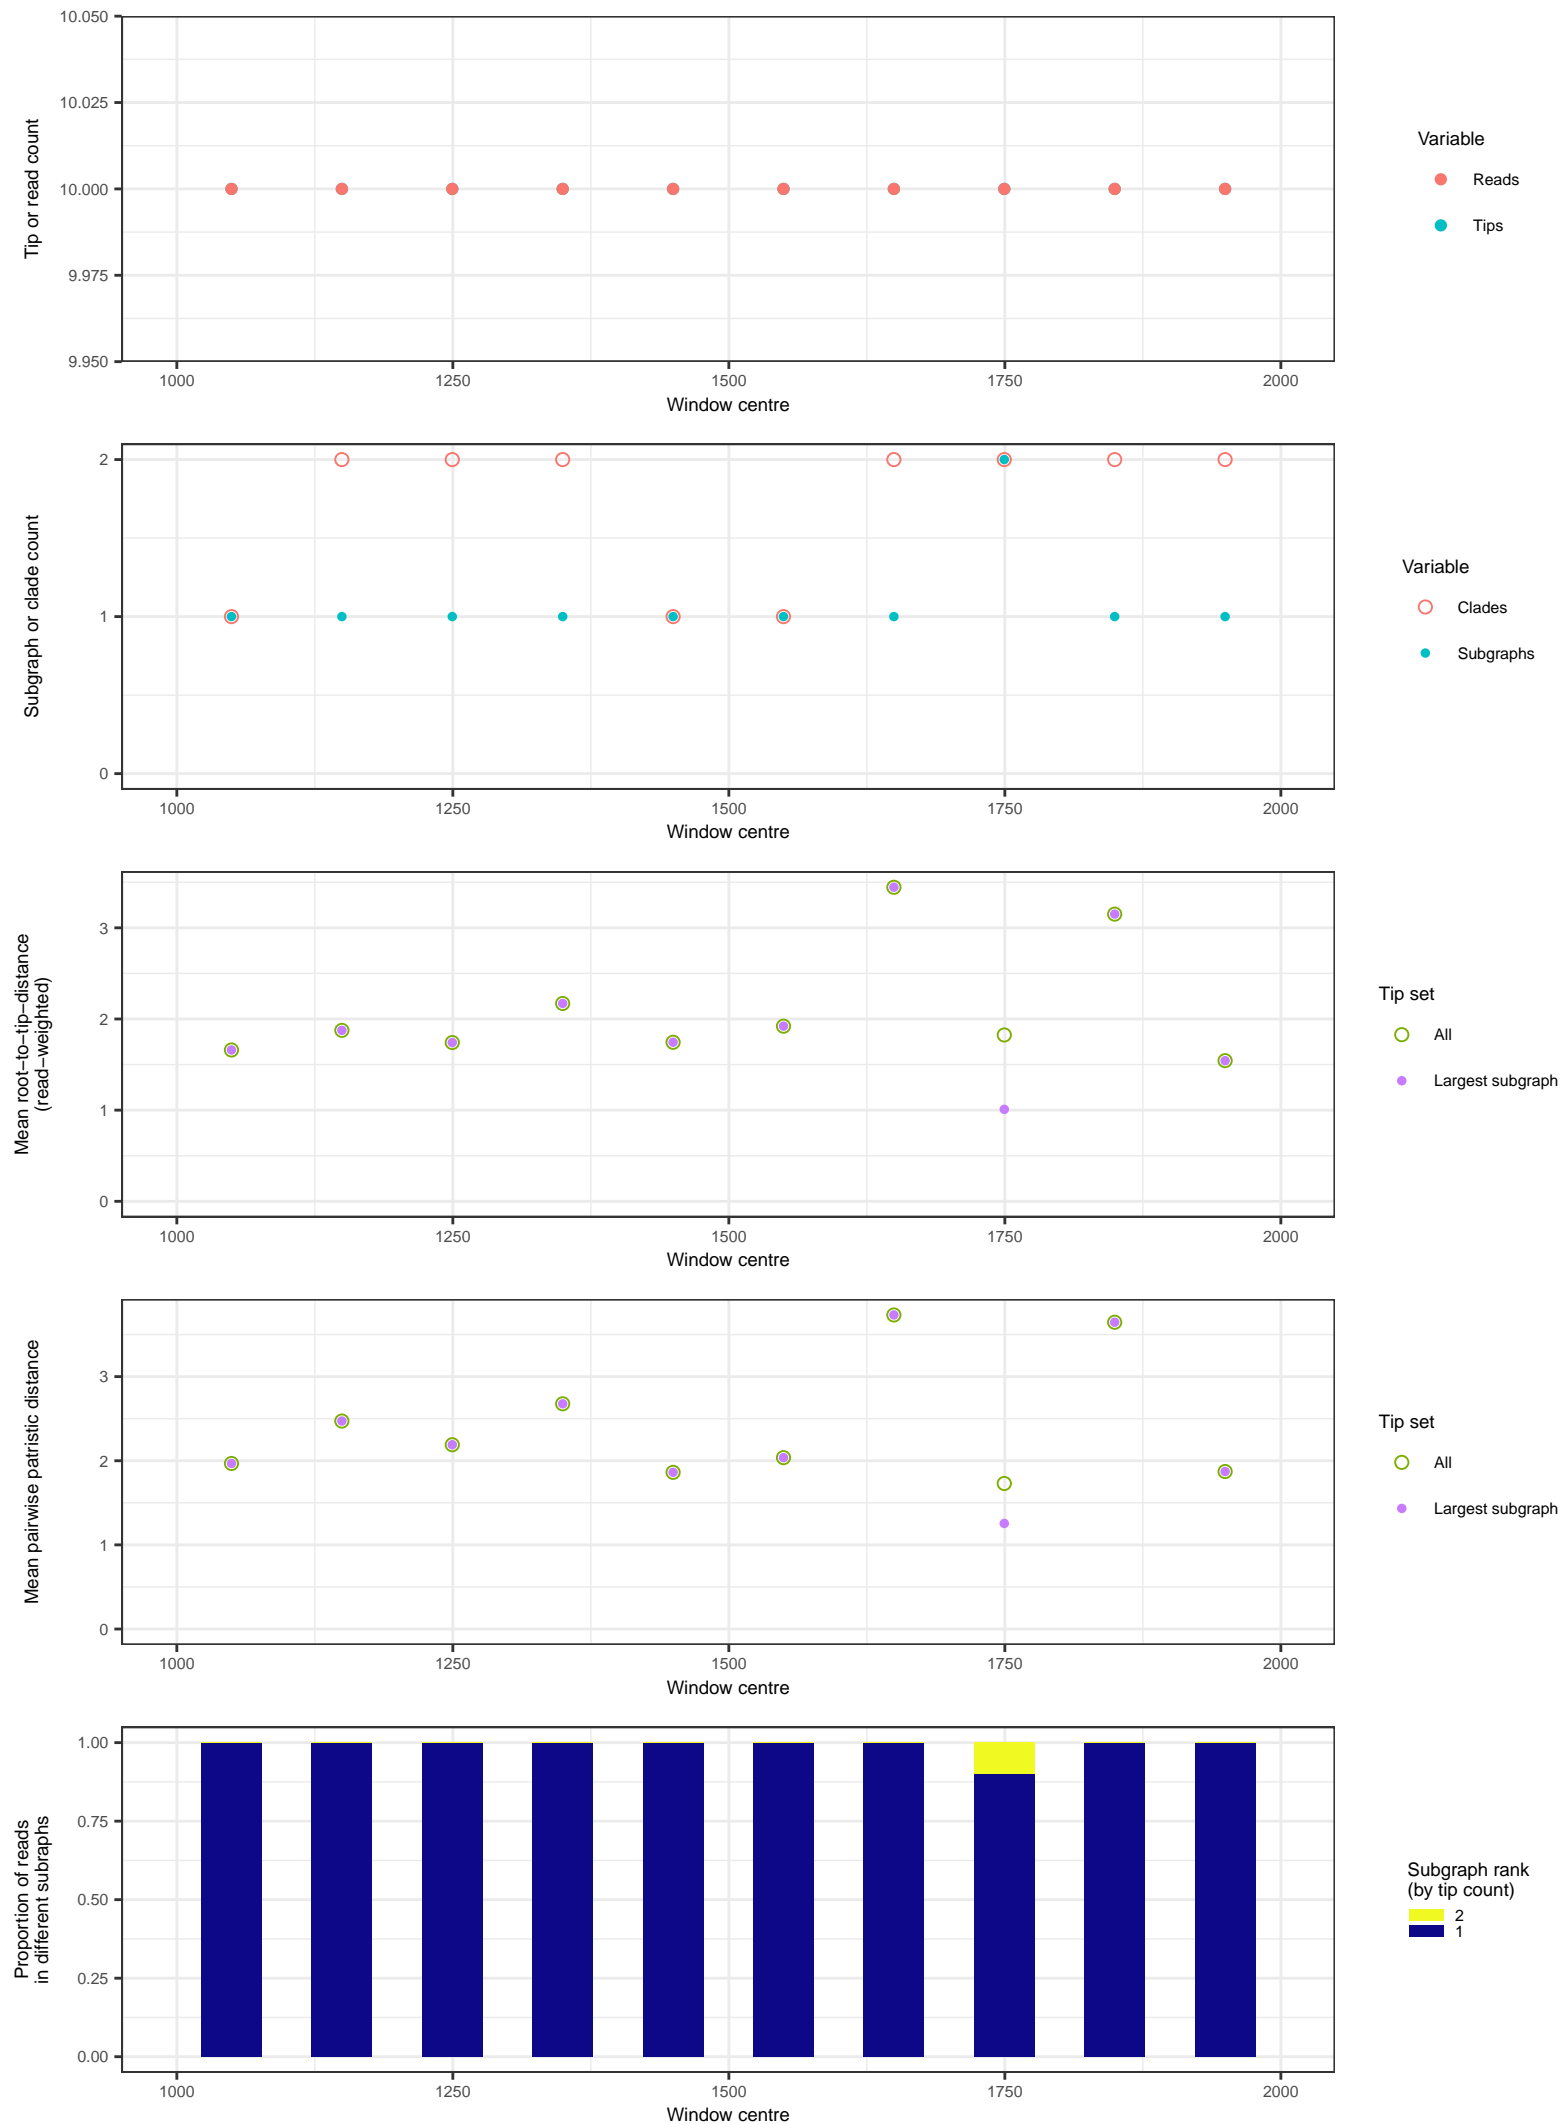 10.050
10.025
10.000
9.975
9.950
Tip or read count
1000 1250 1500 1750 2000
Window centre
Variable
Reads
Tips
2
1
0
Subgraph or clade count
1000 1250 1500 1750 2000
Window centre
Variable
Clades
Subgraphs
3
2
1
0
Mean root−to−tip−distance
(read−weighted)
1000 1250 1500 1750 2000
Window centre
Tip set
All
Largest subgraph
3
2
1
0
Mean pairwise patristic distance
1000 1250 1500 1750 2000
Window centre
Tip set
All
Largest subgraph
1.00
0.75
0.50
0.25
0.00
Proportion of reads
in different subraphs
1000 1250 1500 1750 2000
Window centre
Subgraph rank
(by tip count)
2
1